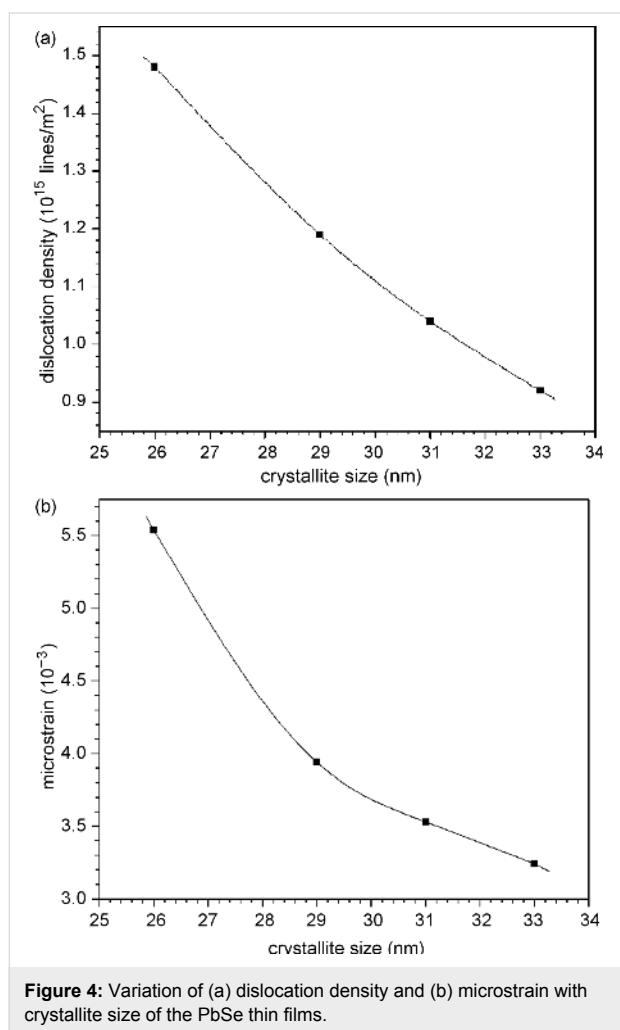 (a)
1.5
1.4
1.3
1.2
1.1
1.0
0.9
dislocation density (10¹⁵ lines/m²)
25 26 27 28 29 30 31 32 33 34
crystallite size (nm)
(b)
5.5
5.0
4.5
4.0
3.5
3.0
microstrain (10⁻³)
25 26 27 28 29 30 31 32 33 34
crystallite size (nm)
Figure 4: Variation of (a) dislocation density and (b) microstrain with
crystallite size of the PbSe thin films.